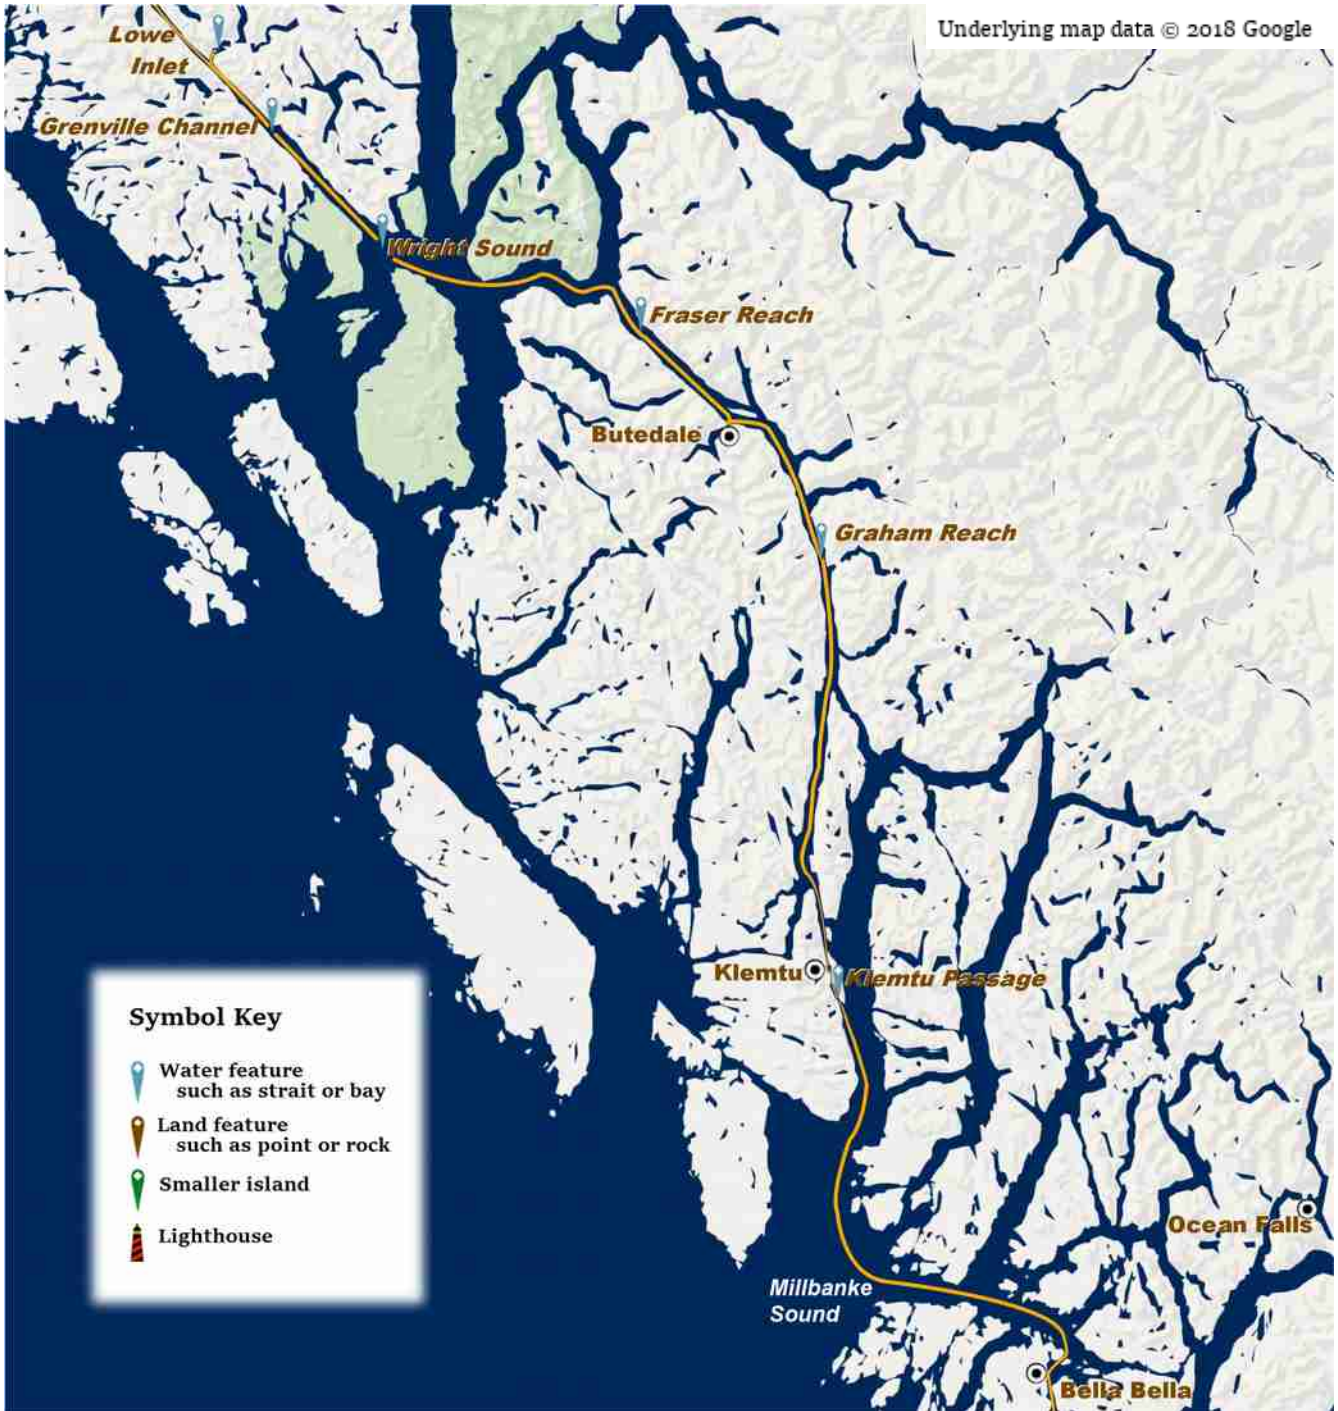 Underlying map data © 2018 Google
Lowe
Inlet
Grenville Channel
Wright Sound
Fraser Reach
Butedale
Graham Reach
Klemtu
Klemtu Passage
Symbol Key
Water feature
such as strait or bay
Land feature
such as point or rock
Smaller island
Lighthouse
Ocean Falls
Millbanke
Sound
Bella Bella